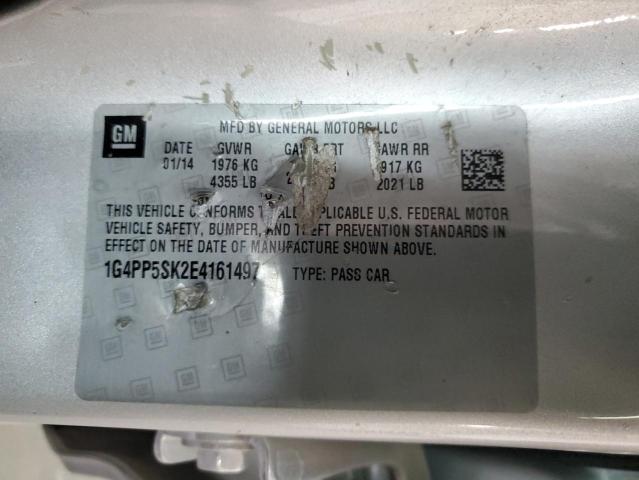 GM
MFD BY GENERAL MOTORS LLC
DATE GVWR GAWR FRT GAWR RR
01/14 1976 KG 917 KG
4355 LB 2021 LB
THIS VEHICLE CONFORMS TO ALL APPLICABLE U.S. FEDERAL MOTOR
VEHICLE SAFETY, BUMPER, AND THEFT PREVENTION STANDARDS IN
EFFECT ON THE DATE OF MANUFACTURE SHOWN ABOVE.
1G4PP5SK2E4161497 TYPE: PASS CAR